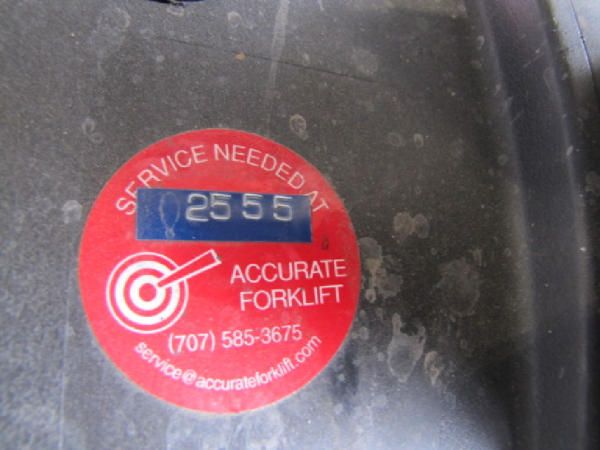 SERVICE NEEDED AT
2555
ACCURATE
FORKLIFT
(707) 585-3675
service@accurateforklift.com